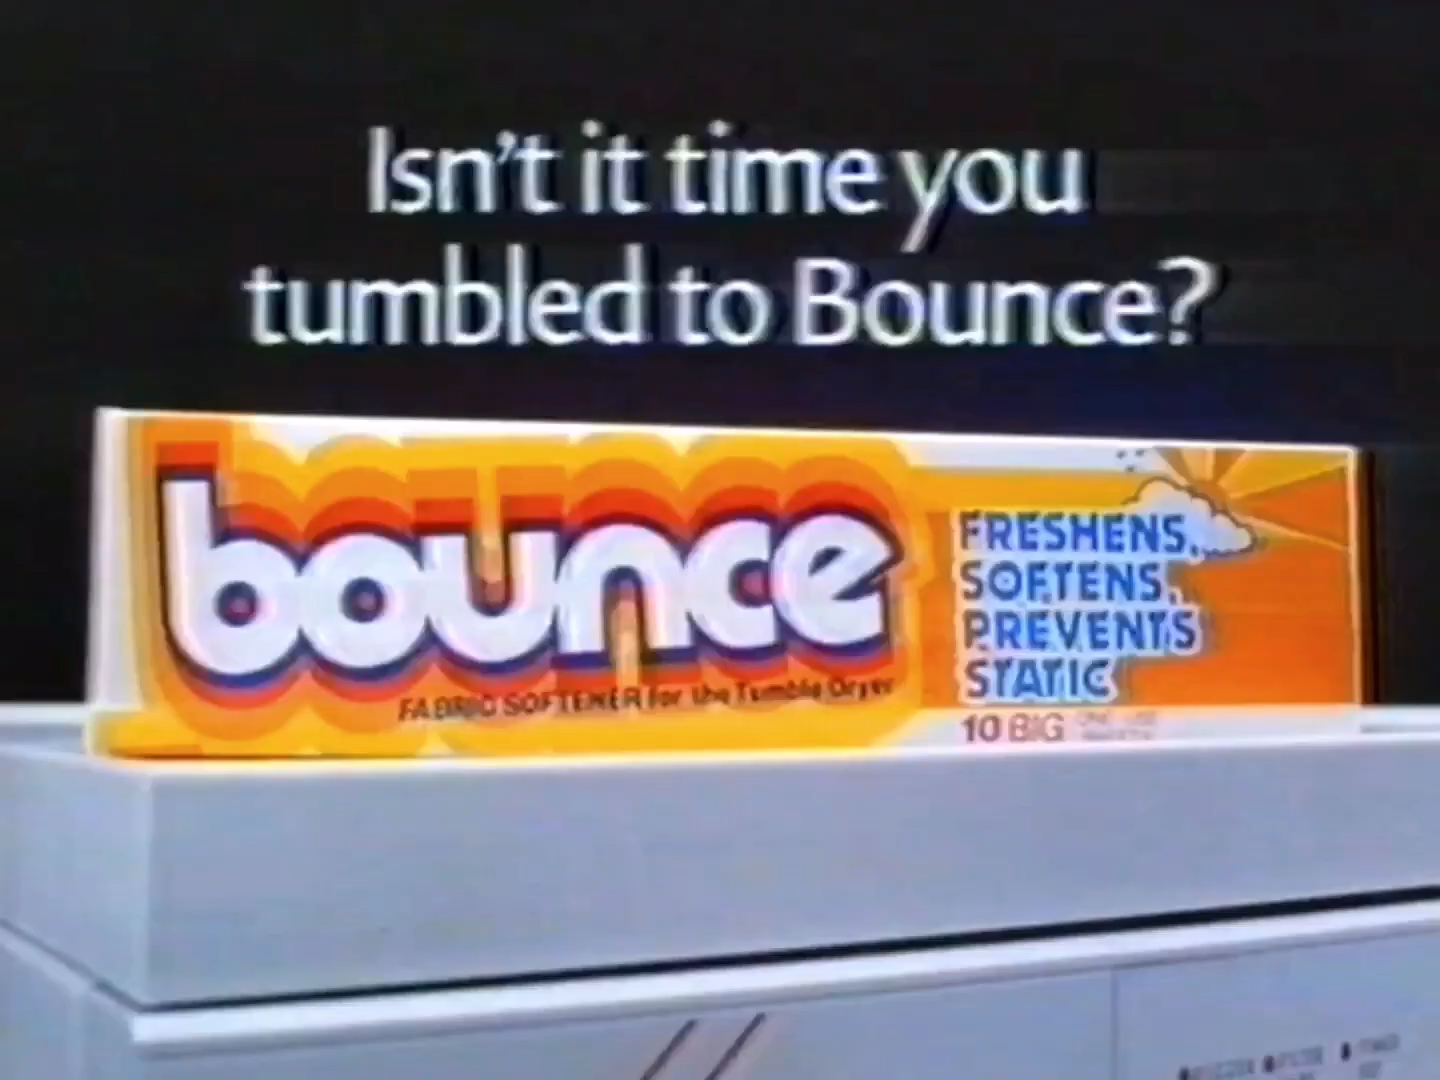 Isn't it time you
tumbled to Bounce?
bounce
FABRIC SOFTENER for the Tumble Dryer
FRESHENS,
SOFTENS,
PREVENTS
STATIC
10 BIG